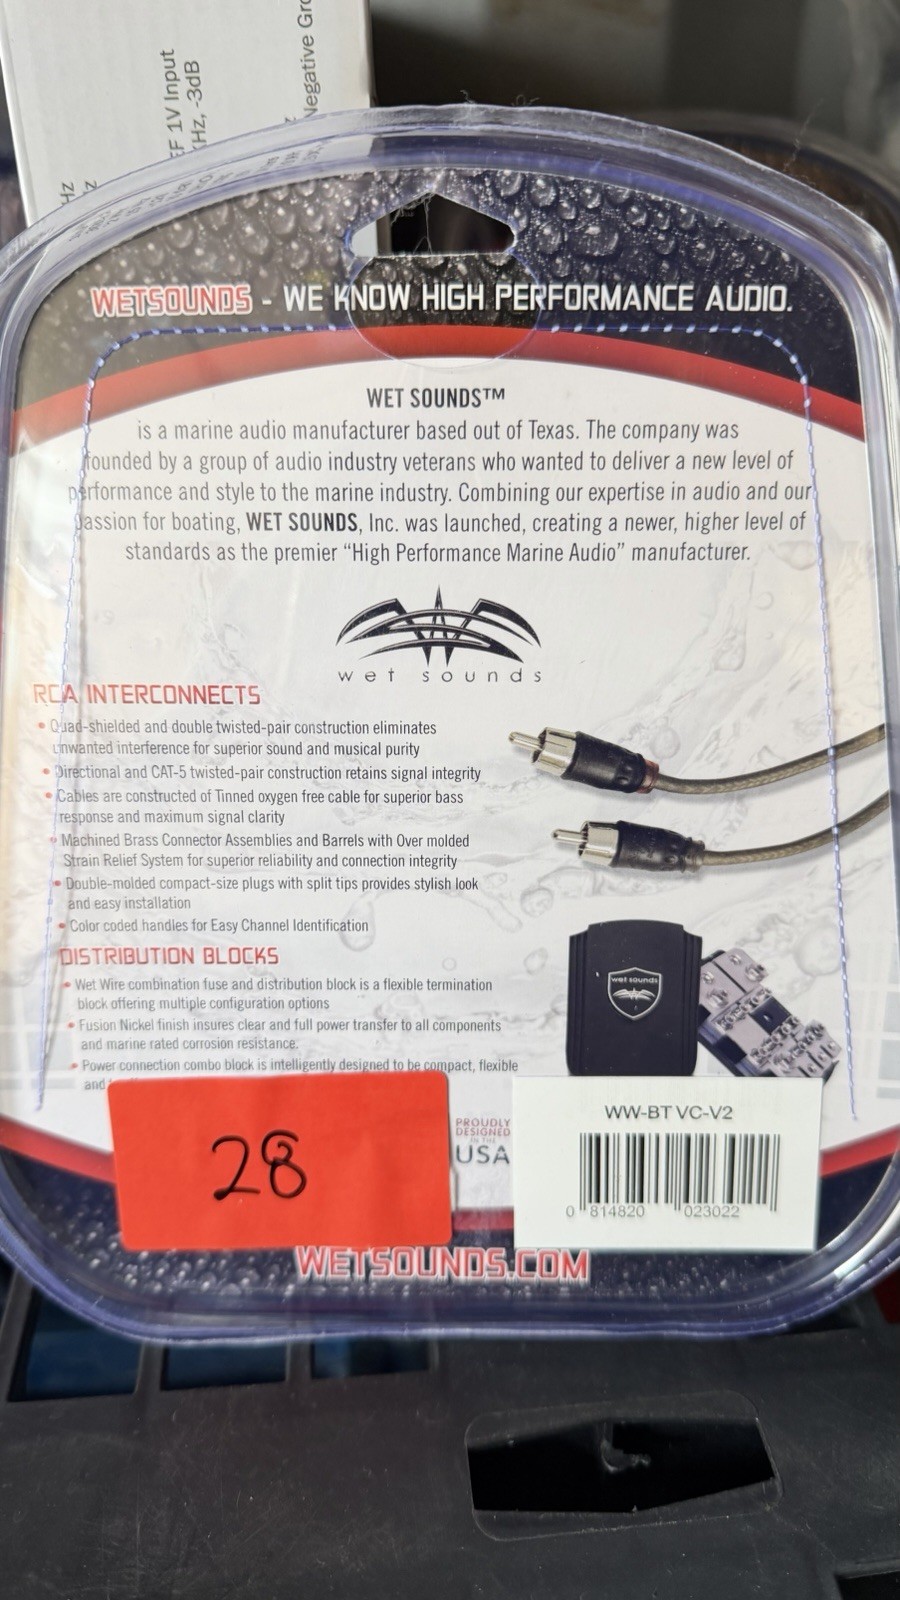 F 1V Input
Hz, -3dB
Negative
Hz
z
WETSOUNDS - WE KNOW HIGH PERFORMANCE AUDIO.
WET SOUNDS™
is a marine audio manufacturer based out of Texas. The company was
founded by a group of audio industry veterans who wanted to deliver a new level of
performance and style to the marine industry. Combining our expertise in audio and our
passion for boating, WET SOUNDS, Inc. was launched, creating a newer, higher level of
standards as the premier “High Performance Marine Audio” manufacturer.
wet sounds
RCA INTERCONNECTS
• Quad-shielded and double twisted-pair construction eliminates
unwanted interference for superior sound and musical purity
• Directional and CAT-5 twisted-pair construction retains signal integrity
• Cables are constructed of Tinned oxygen free cable for superior bass
response and maximum signal clarity
• Machined Brass Connector Assemblies and Barrels with Over molded
Strain Relief System for superior reliability and connection integrity
• Double-molded compact-size plugs with split tips provides stylish look
and easy installation
• Color coded handles for Easy Channel Identification
DISTRIBUTION BLOCKS
• Wet Wire combination fuse and distribution block is a flexible termination
block offering multiple configuration options
• Fusion Nickel finish insures clear and full power transfer to all components
and marine rated corrosion resistance.
• Power connection combo block is intelligently designed to be compact, flexible
and
wet sounds
28
PROUDLY
DESIGNED
IN THE
USA
WW-BT VC-V2
0 814820 023022
WETSOUNDS.COM